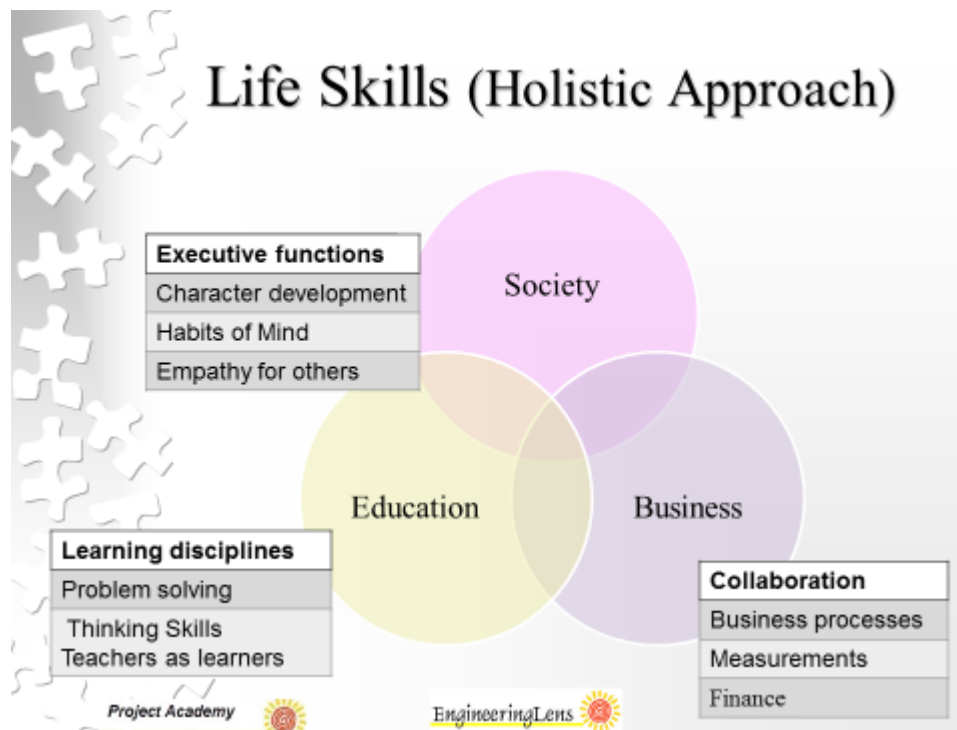 Life Skills (Holistic Approach)
Executive functions
Character development
Habits of Mind
Empathy for others
Society
Education
Business
Learning disciplines
Problem solving
Thinking Skills
Teachers as learners
Collaboration
Business processes
Measurements
Finance
Project Academy
EngineeringLens